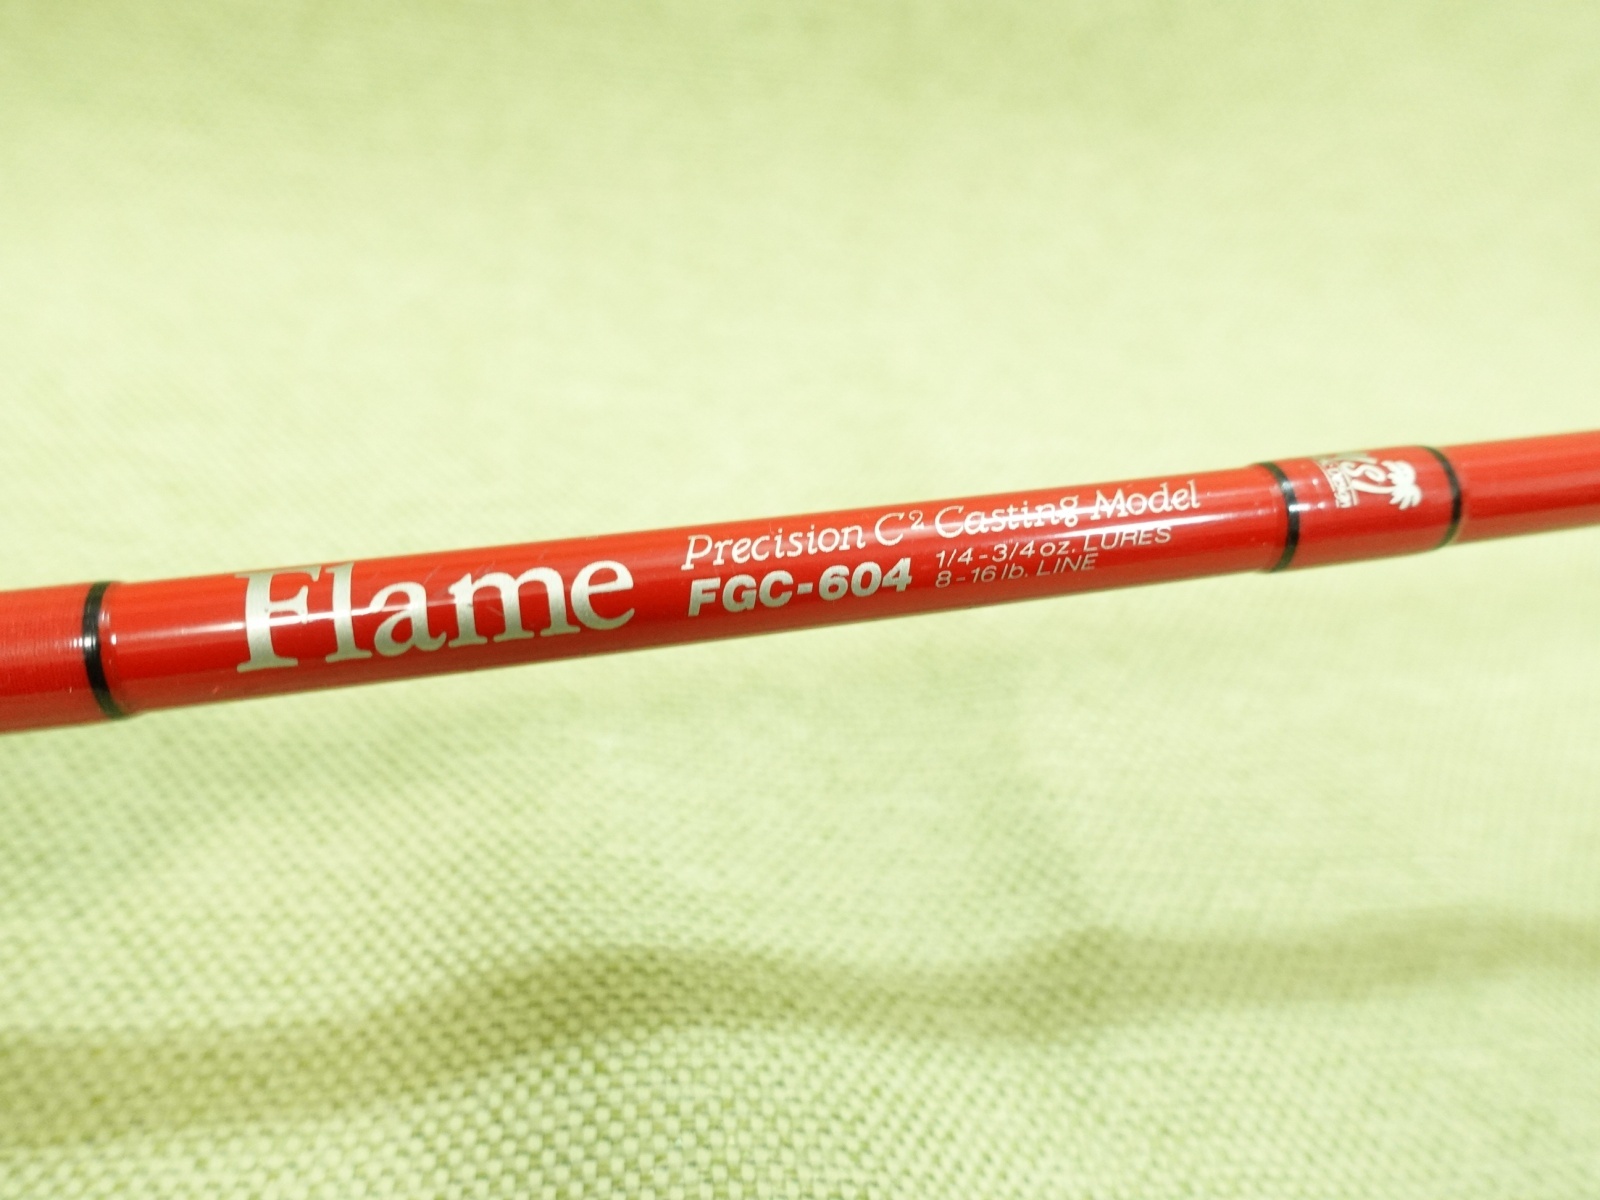 Flame
Precision C² Casting Model
FGC-604
1/4-3/4 oz. LURES
8-16 lb. LINE